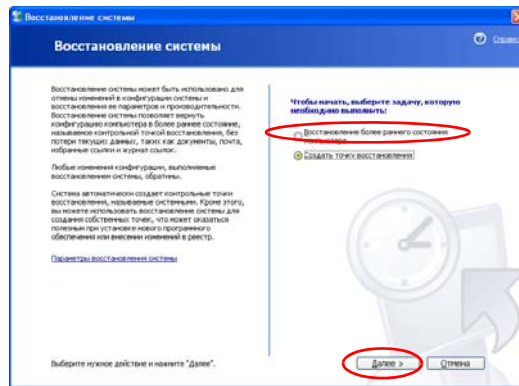 Восстановление системы
Восстановление системы
Справка
Восстановление системы может быть использовано для
отмены изменений в конфигурации системы и
восстановления ее параметров и производительности.
Восстановление системы позволяет вернуть
конфигурацию компьютера в более раннее состояние,
называемое контрольной точкой восстановления, без
потери текущих данных, таких как документы, почта,
избранные ссылки и журнал ссылок.
Любые изменения конфигурации, выполняемые
восстановлением системы, обратимы.
Система автоматически создает контрольные точки
восстановления, называемые системными. Кроме этого,
вы можете использовать восстановление системы для
создания собственных точек, что может оказаться
полезным при установке нового программного
обеспечения или внесении изменений в реестр.
Параметры восстановления системы
Чтобы начать, выберите задачу, которую
необходимо выполнить:
Восстановление более раннего состояния
компьютера
Создать точку восстановления
Выберите нужное действие и нажмите "Далее".
Далее >
Отмена